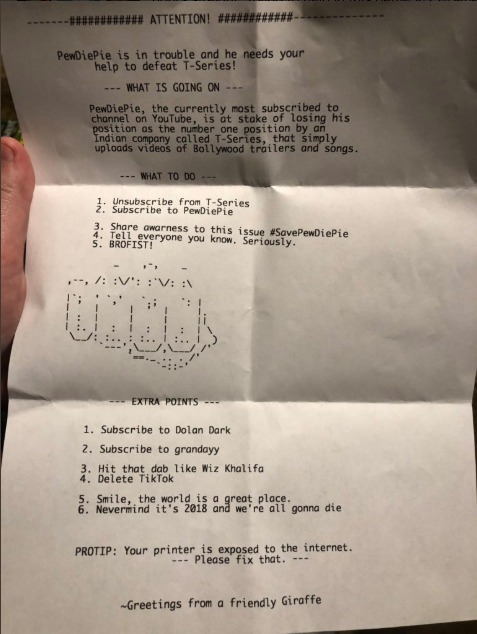 -------############ ATTENTION! ############---------------
PewDiePie is in trouble and he needs your
help to defeat T-Series!
--- WHAT IS GOING ON ---
PewDiePie, the currently most subscribed to
channel on YouTube, is at stake of losing his
position as the number one position by an
Indian company called T-Series, that simply
uploads videos of Bollywood trailers and songs.
--- WHAT TO DO ---
1. Unsubscribe from T-Series
2. Subscribe to PewDiePie
3. Share awarness to this issue #SavePewDiePie
4. Tell everyone you know. Seriously.
5. BROFIST!
--- EXTRA POINTS ---
1. Subscribe to Dolan Dark
2. Subscribe to grandayy
3. Hit that dab like Wiz Khalifa
4. Delete TikTok
5. Smile, the world is a great place.
6. Nevermind it's 2018 and we're all gonna die
PROTIP: Your printer is exposed to the internet.
--- Please fix that. ---
~Greetings from a friendly Giraffe